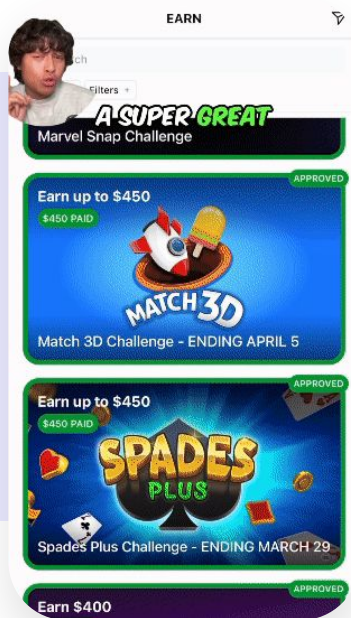 EARN
ch
Filters +
A SUPER GREAT
Marvel Snap Challenge
APPROVED
Earn up to $450
$450 PAID
MATCH 3D
Match 3D Challenge - ENDING APRIL 5
APPROVED
Earn up to $450
$450 PAID
SPADES
PLUS
Spades Plus Challenge - ENDING MARCH 29
APPROVED
Earn $400